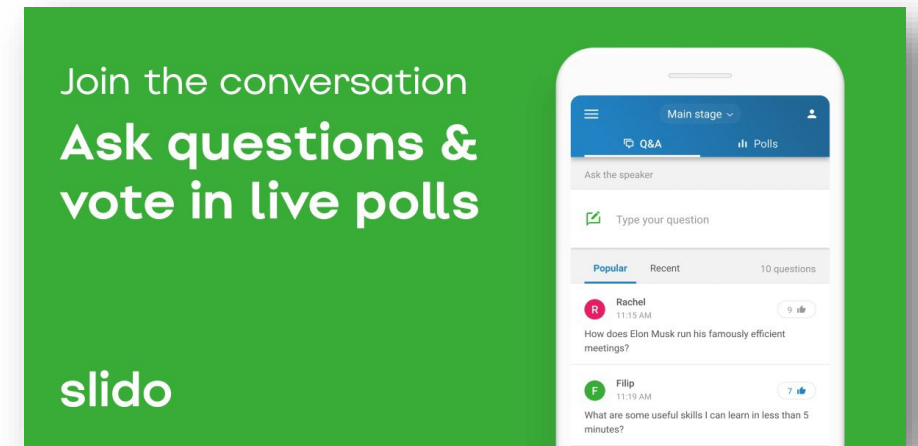 Join the conversation
Ask questions &
vote in live polls
slido
Main stage
Q&A
Polls
Ask the speaker
Type your question
Popular
Recent
10 questions
R
Rachel
11:15 AM
9
How does Elon Musk run his famously efficient
meetings?
F
Filip
11:19 AM
7
What are some useful skills I can learn in less than 5
minutes?